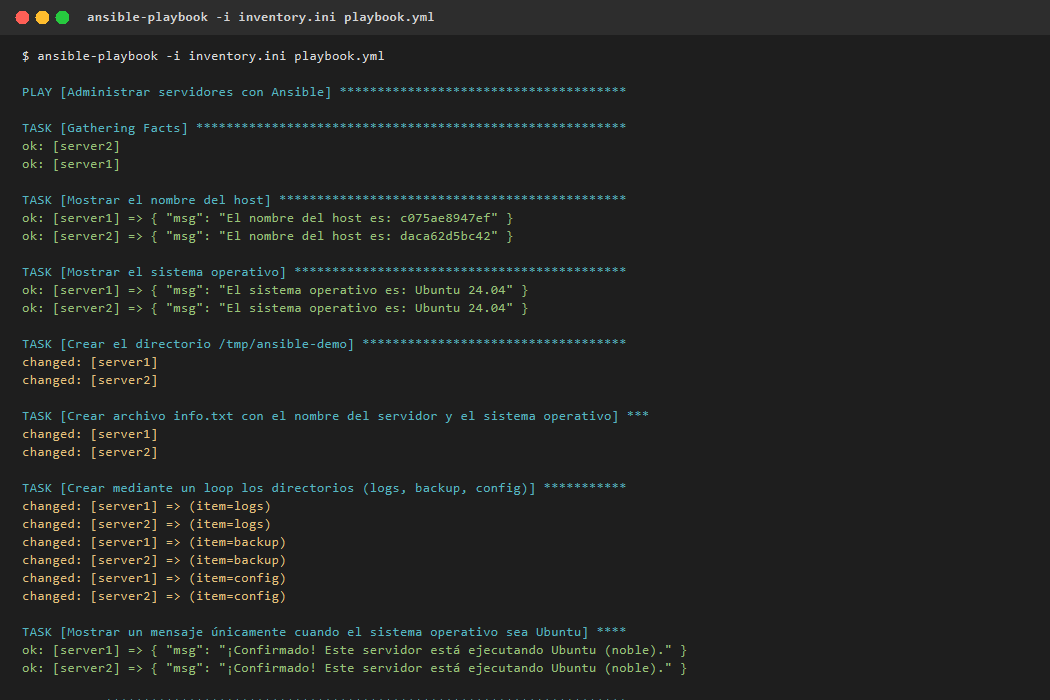 ansible-playbook -i inventory.ini playbook.yml
$ ansible-playbook -i inventory.ini playbook.yml
PLAY [Administrar servidores con Ansible] **************************************
TASK [Gathering Facts] *********************************************************
ok: [server2]
ok: [server1]
TASK [Mostrar el nombre del host] **********************************************
ok: [server1] => { "msg": "El nombre del host es: c075ae8947ef" }
ok: [server2] => { "msg": "El nombre del host es: daca62d5bc42" }
TASK [Mostrar el sistema operativo] ********************************************
ok: [server1] => { "msg": "El sistema operativo es: Ubuntu 24.04" }
ok: [server2] => { "msg": "El sistema operativo es: Ubuntu 24.04" }
TASK [Crear el directorio /tmp/ansible-demo] ***********************************
changed: [server1]
changed: [server2]
TASK [Crear archivo info.txt con el nombre del servidor y el sistema operativo] ***
changed: [server1]
changed: [server2]
TASK [Crear mediante un loop los directorios (logs, backup, config)] ***********
changed: [server1] => (item=logs)
changed: [server2] => (item=logs)
changed: [server1] => (item=backup)
changed: [server2] => (item=backup)
changed: [server1] => (item=config)
changed: [server2] => (item=config)
TASK [Mostrar un mensaje únicamente cuando el sistema operativo sea Ubuntu] ****
ok: [server1] => { "msg": "¡Confirmado! Este servidor está ejecutando Ubuntu (noble)." }
ok: [server2] => { "msg": "¡Confirmado! Este servidor está ejecutando Ubuntu (noble)." }